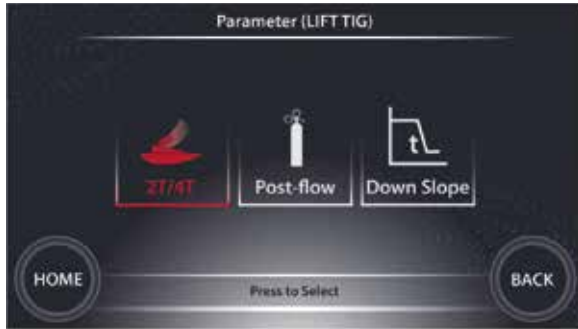 Parameter (LIFT TIG)
2T/4T
Post-flow
t
Down Slope
HOME
Press to Select
BACK